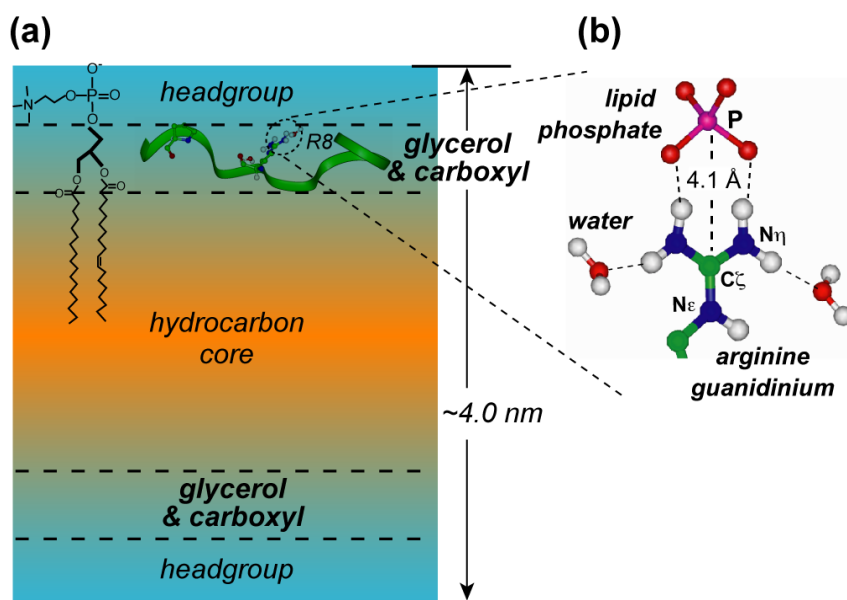 (a)
(b)
O-
N
O
P
O
O
headgroup
R8
glycerol
& carboxyl
O
O
O
O
hydrocarbon
core
~4.0 nm
glycerol
& carboxyl
headgroup
lipid
phosphate
P
4.1 Å
water
Nη
Cζ
Nε
arginine
guanidinium